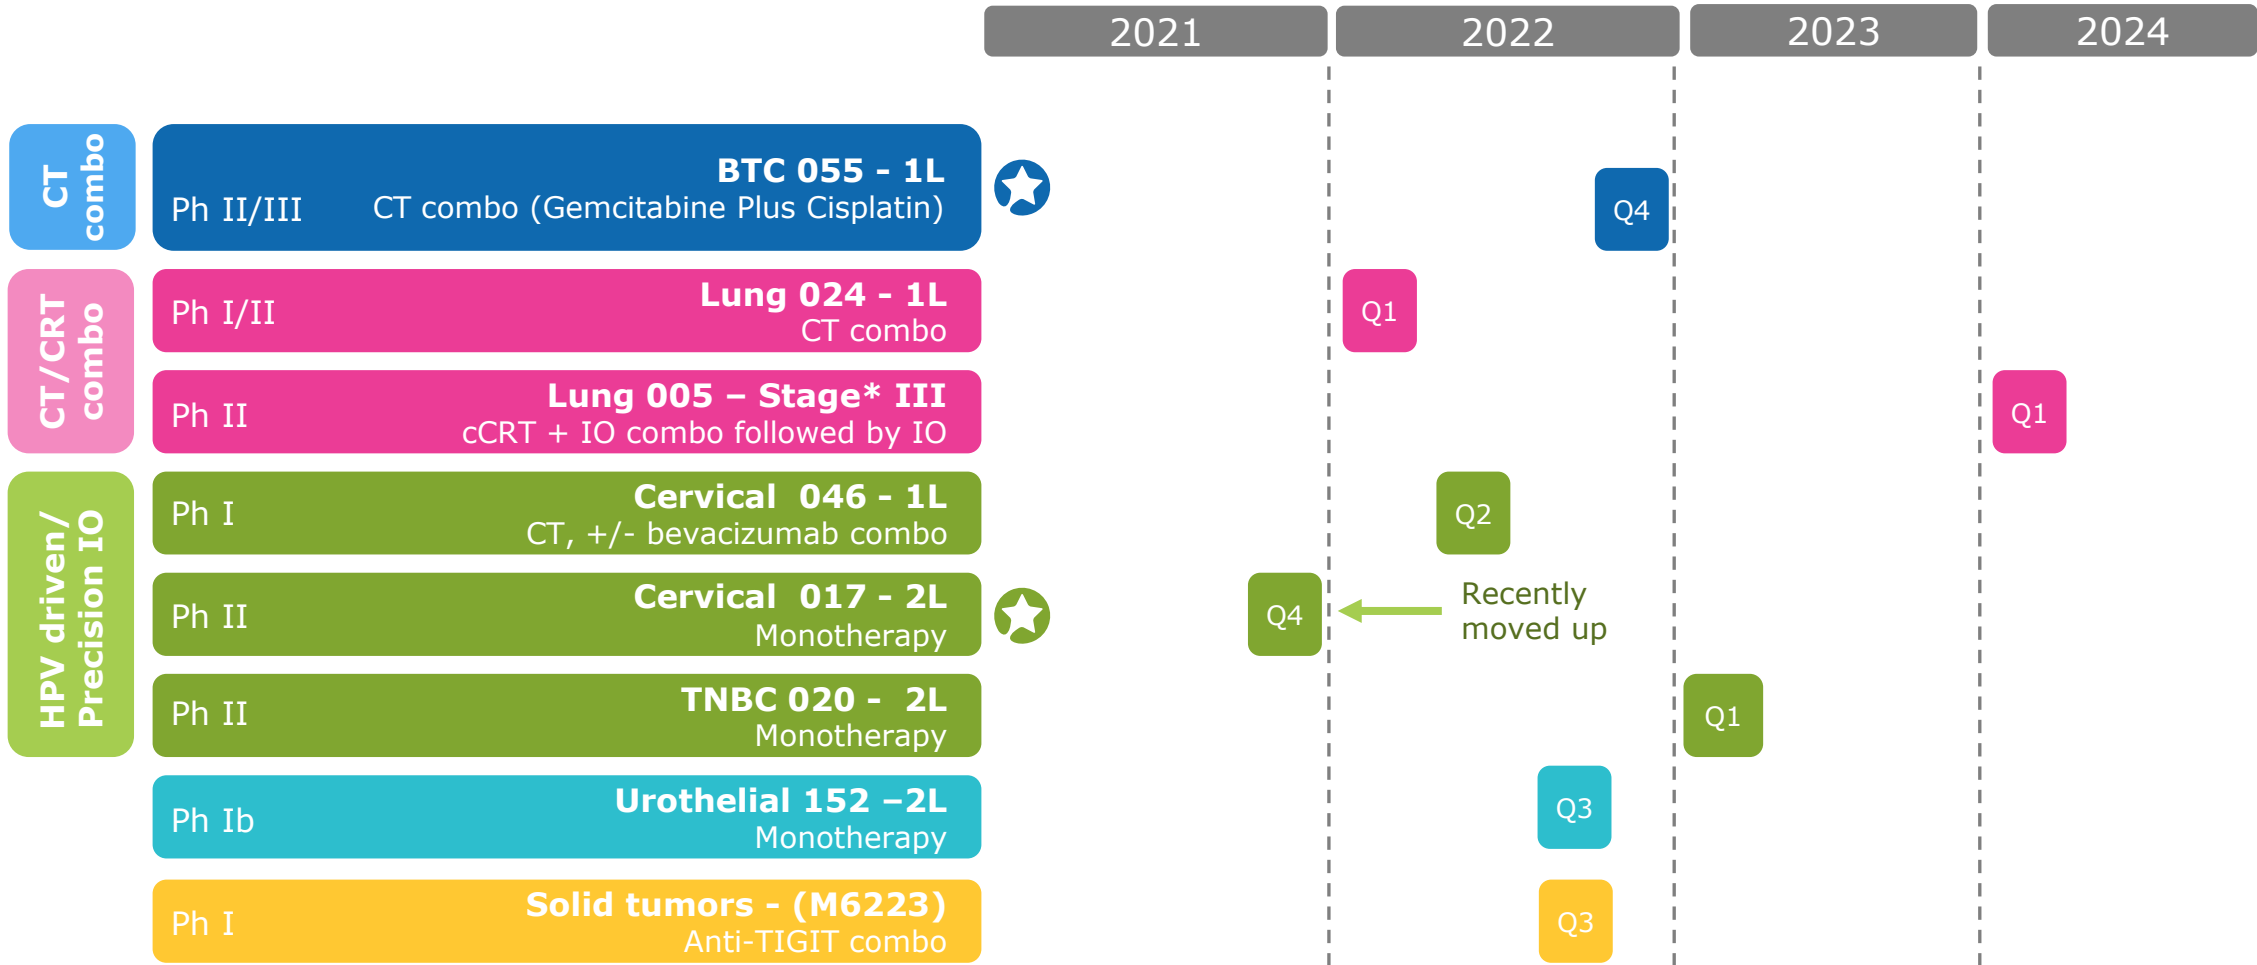 2021
2022
2023
2024
CT
combo
Ph II/III
BTC 055 - 1L
CT combo (Gemcitabine Plus Cisplatin)
Q4
CT/CRT
combo
Ph I/II
Lung 024 - 1L
CT combo
Q1
Ph II
Lung 005 – Stage* III
cCRT + IO combo followed by IO
Q1
HPV driven/
Precision IO
Ph I
Cervical 046 - 1L
CT, +/- bevacizumab combo
Q2
Ph II
Cervical 017 - 2L
Monotherapy
Q4
Recently
moved up
Ph II
TNBC 020 - 2L
Monotherapy
Q1
Ph Ib
Urothelial 152 –2L
Monotherapy
Q3
Ph I
Solid tumors - (M6223)
Anti-TIGIT combo
Q3